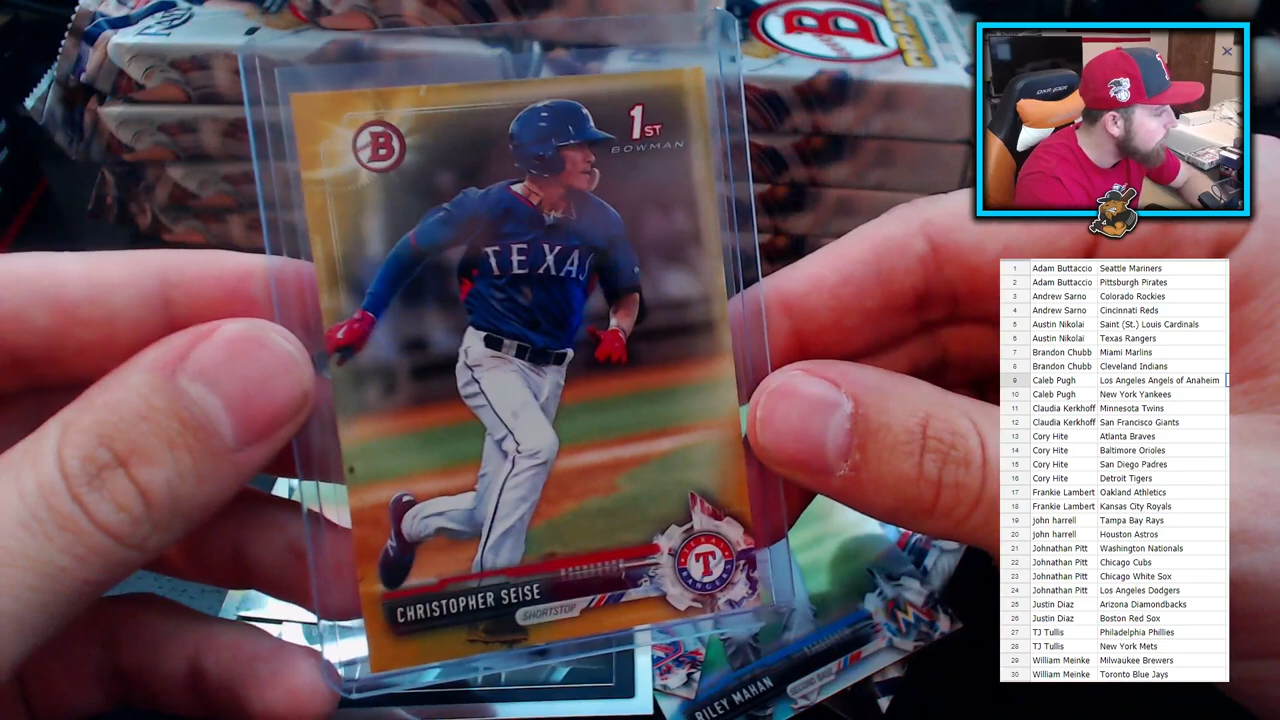 B
1ST
BOWMAN
TEXAS
TEXAS
T
RANGERS
CHRISTOPHER SEISE
SHORTSTOP
RILEY MAHAN
SECOND BASE
B
1 Adam Buttaccio Seattle Mariners
2 Adam Buttaccio Pittsburgh Pirates
3 Andrew Sarno Colorado Rockies
4 Andrew Sarno Cincinnati Reds
5 Austin Nikolai Saint (St.) Louis Cardinals
6 Austin Nikolai Texas Rangers
7 Brandon Chubb Miami Marlins
8 Brandon Chubb Cleveland Indians
9 Caleb Pugh Los Angeles Angels of Anaheim
10 Caleb Pugh New York Yankees
11 Claudia Kerkhoff Minnesota Twins
12 Claudia Kerkhoff San Francisco Giants
13 Cory Hite Atlanta Braves
14 Cory Hite Baltimore Orioles
15 Cory Hite San Diego Padres
16 Cory Hite Detroit Tigers
17 Frankie Lambert Oakland Athletics
18 Frankie Lambert Kansas City Royals
19 john harrell Tampa Bay Rays
20 john harrell Houston Astros
21 Johnathan Pitt Washington Nationals
22 Johnathan Pitt Chicago Cubs
23 Johnathan Pitt Chicago White Sox
24 Johnathan Pitt Los Angeles Dodgers
25 Justin Diaz Arizona Diamondbacks
26 Justin Diaz Boston Red Sox
27 TJ Tullis Philadelphia Phillies
28 TJ Tullis New York Mets
29 William Meinke Milwaukee Brewers
30 William Meinke Toronto Blue Jays